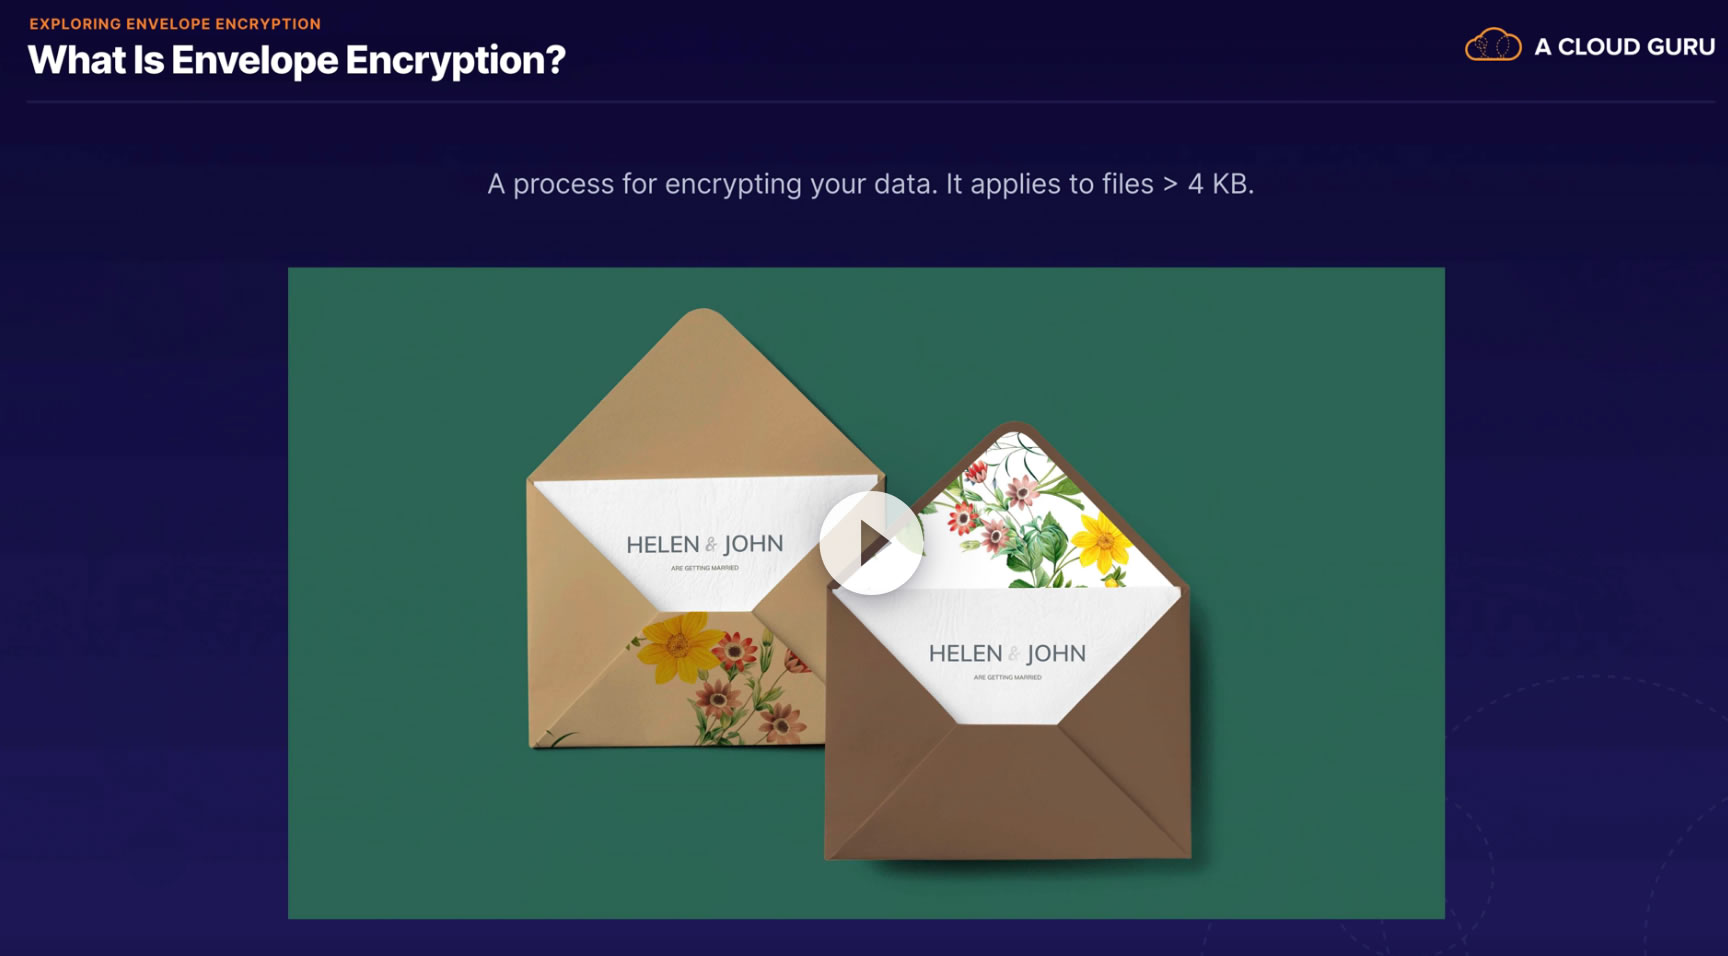 EXPLORING ENVELOPE ENCRYPTION
What Is Envelope Encryption?
A CLOUD GURU
A process for encrypting your data. It applies to files > 4 KB.
HELEN & JOHN
ARE GETTING MARRIED
HELEN & JOHN
ARE GETTING MARRIED